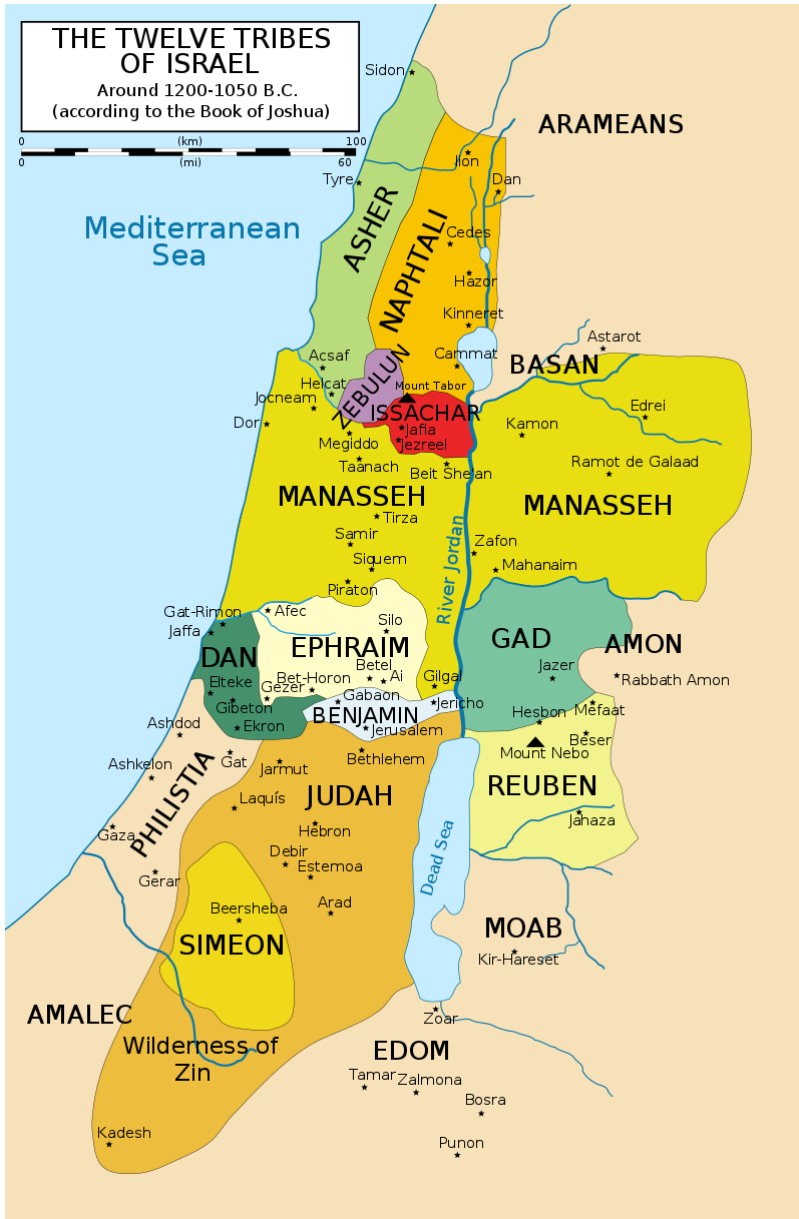 THE TWELVE TRIBES
OF ISRAEL
Around 1200-1050 B.C.
(according to the Book of Joshua)
0 (km) 100
0 (mi) 60
Sidon
ARAMEANS
Ilon
Tyre
Dan
ASHER
Mediterranean
Sea
NAPHTALI
Cedes
Hazor
Kinneret
Astarot
Acsaf
Cammat
BASAN
ZEBULUN
Helcat
Mount Tabor
Jocneam
ISSACHAR
Edrei
Dor
Jafia
Kamon
Megiddo
Jezreel
Taanach
Beit Shelan
Ramot de Galaad
MANASSEH
MANASSEH
Tirza
Samir
Zafon
River Jordan
Siquem
Mahanaim
Piraton
Gat-Rimon
Afec
Jaffa
Silo
GAD
AMON
DAN
EPHRAIM
Betel
Jazer
Rabbath Amon
Elteke
Bet-Horon
Ai
Gilgal
Gezer
Gabaon
Jericho
Gibeton
BENJAMIN
Hesbon
Mefaat
Ashdod
Ekron
Jerusalem
Beser
Gat
Bethlehem
Mount Nebo
Ashkelon
Jarmut
PHILISTIA
JUDAH
REUBEN
Laquís
Jahaza
Gaza
Hebron
Dead Sea
Debir
Estemoa
Gerar
Beersheba
Arad
MOAB
SIMEON
Kir-Hareset
AMALEC
Zoar
Wilderness of
Zin
EDOM
Tamar
Zalmona
Bosra
Kadesh
Punon